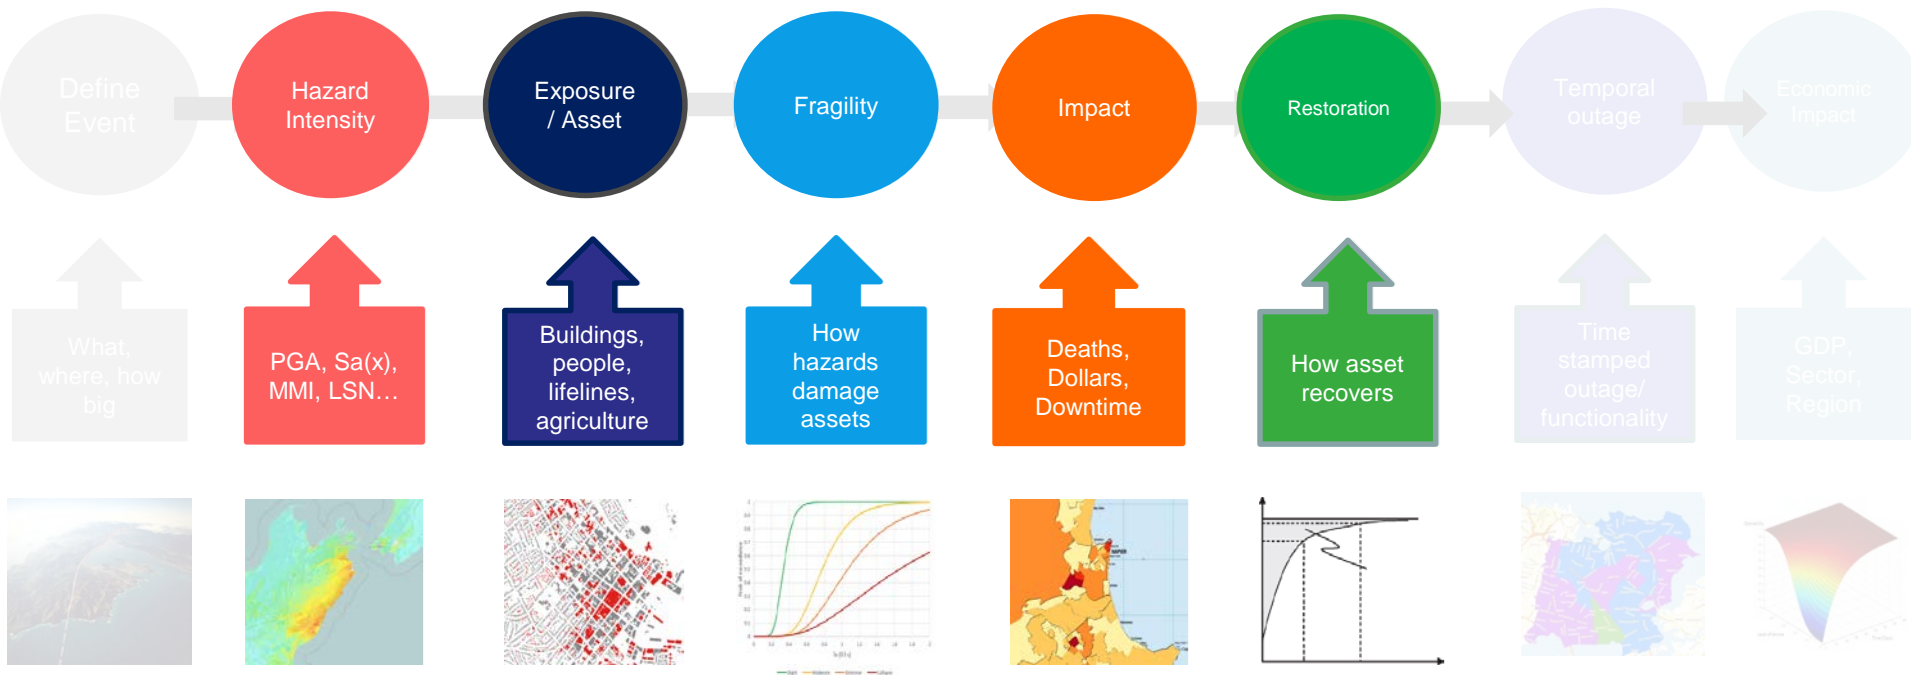 Define
Event
Hazard
Intensity
Exposure
/ Asset
Fragility
Impact
Restoration
Temporal
outage
Economic
Impact
What,
where, how
big
PGA, Sa(x),
MMI, LSN…
Buildings,
people,
lifelines,
agriculture
How
hazards
damage
assets
Deaths,
Dollars,
Downtime
How asset
recovers
Time
stamped
outage/
functionality
GDP,
Sector,
Region